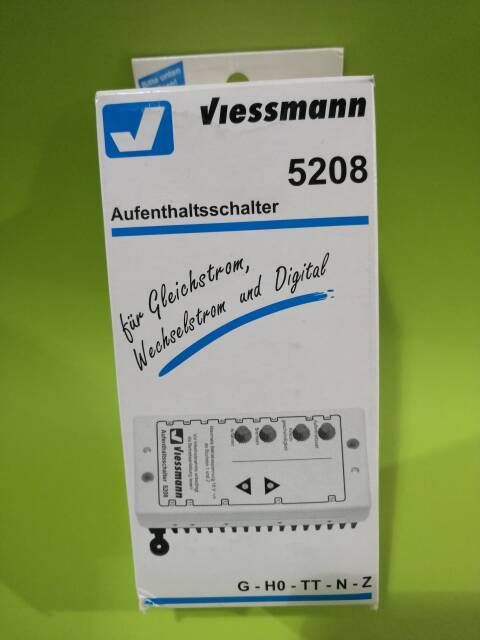 Viessmann
5208
Aufenthaltsschalter
für Gleichstrom,
Wechselstrom und Digital
Viessmann
Aufenthaltsschalter 5208
G - H0 - TT - N - Z